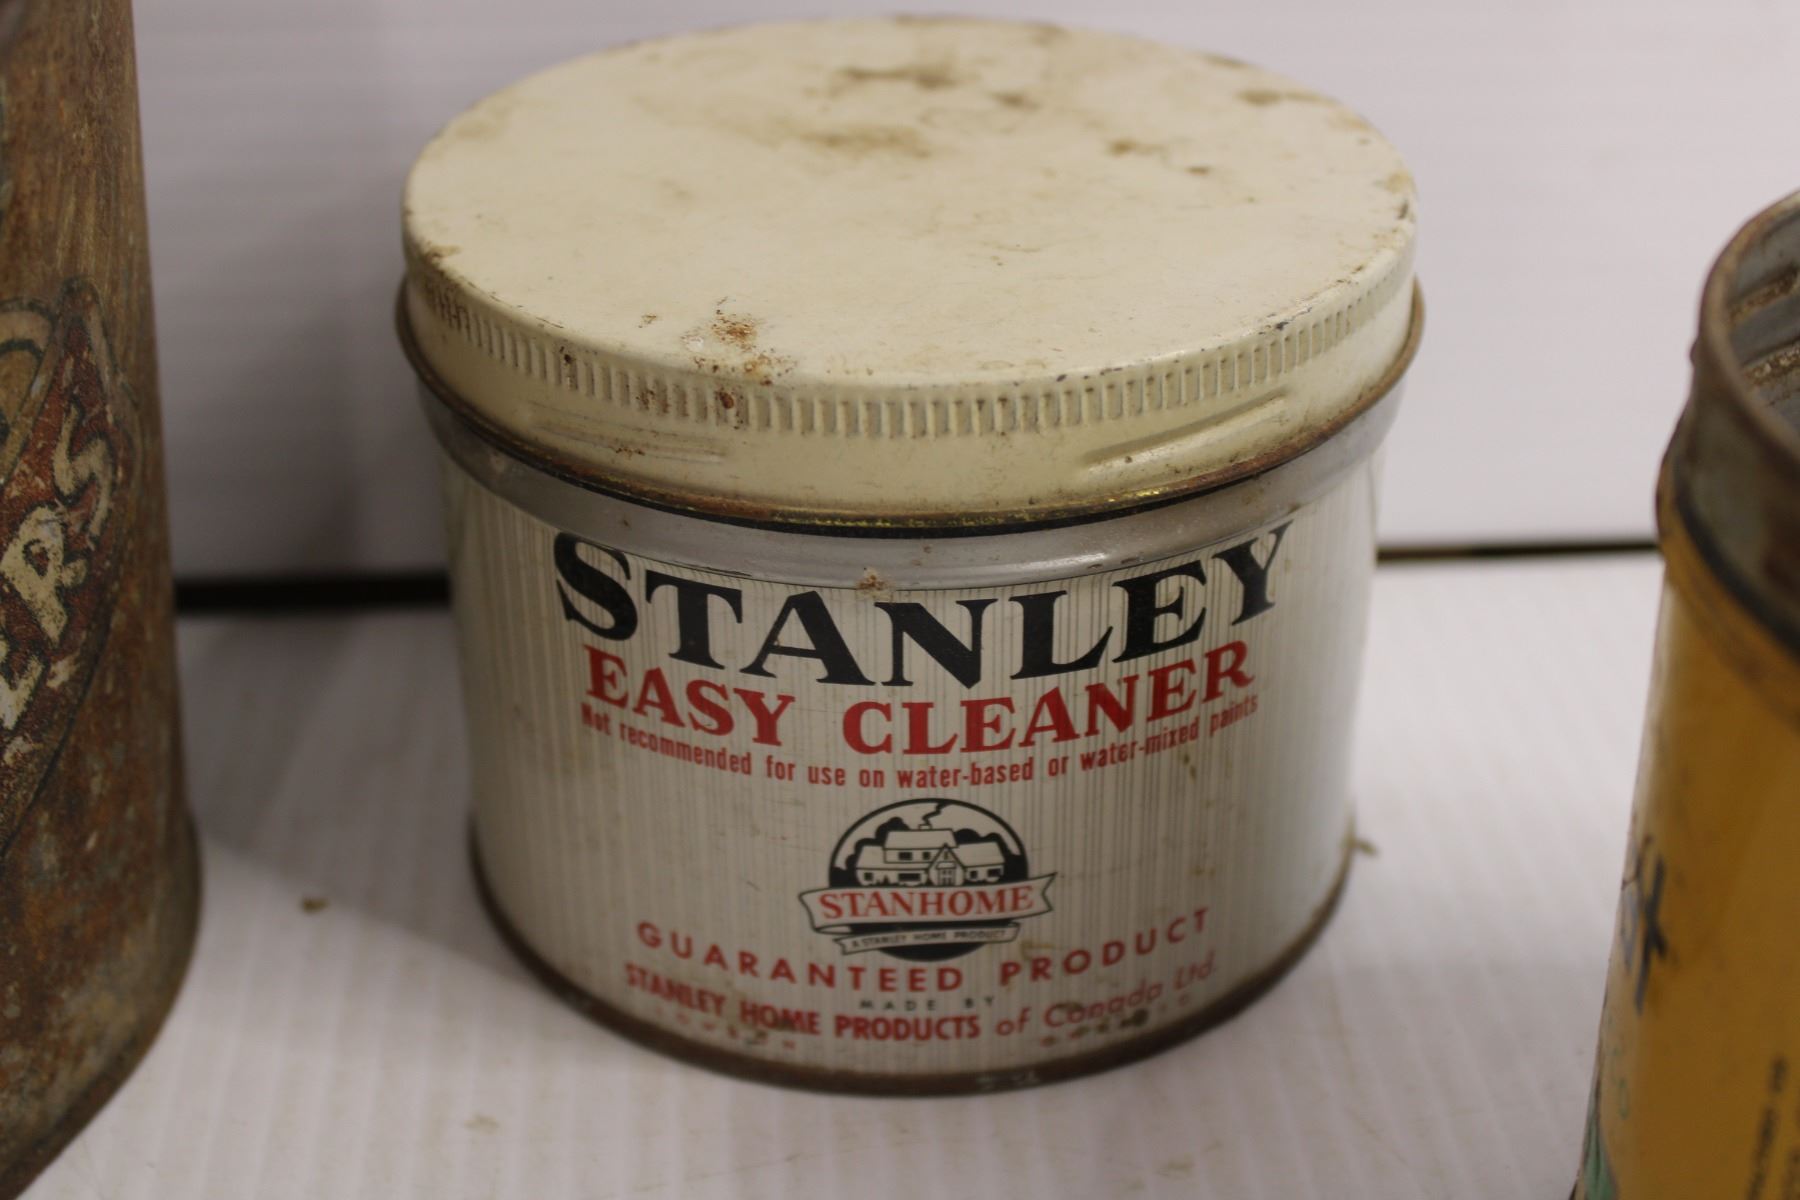 STANLEY
EASY CLEANER
Not recommended for use on water-based or water-mixed paints
STANHOME
A STANLEY HOME PRODUCT
GUARANTEED PRODUCT
MADE BY
STANLEY HOME PRODUCTS of Canada Ltd.
ERS